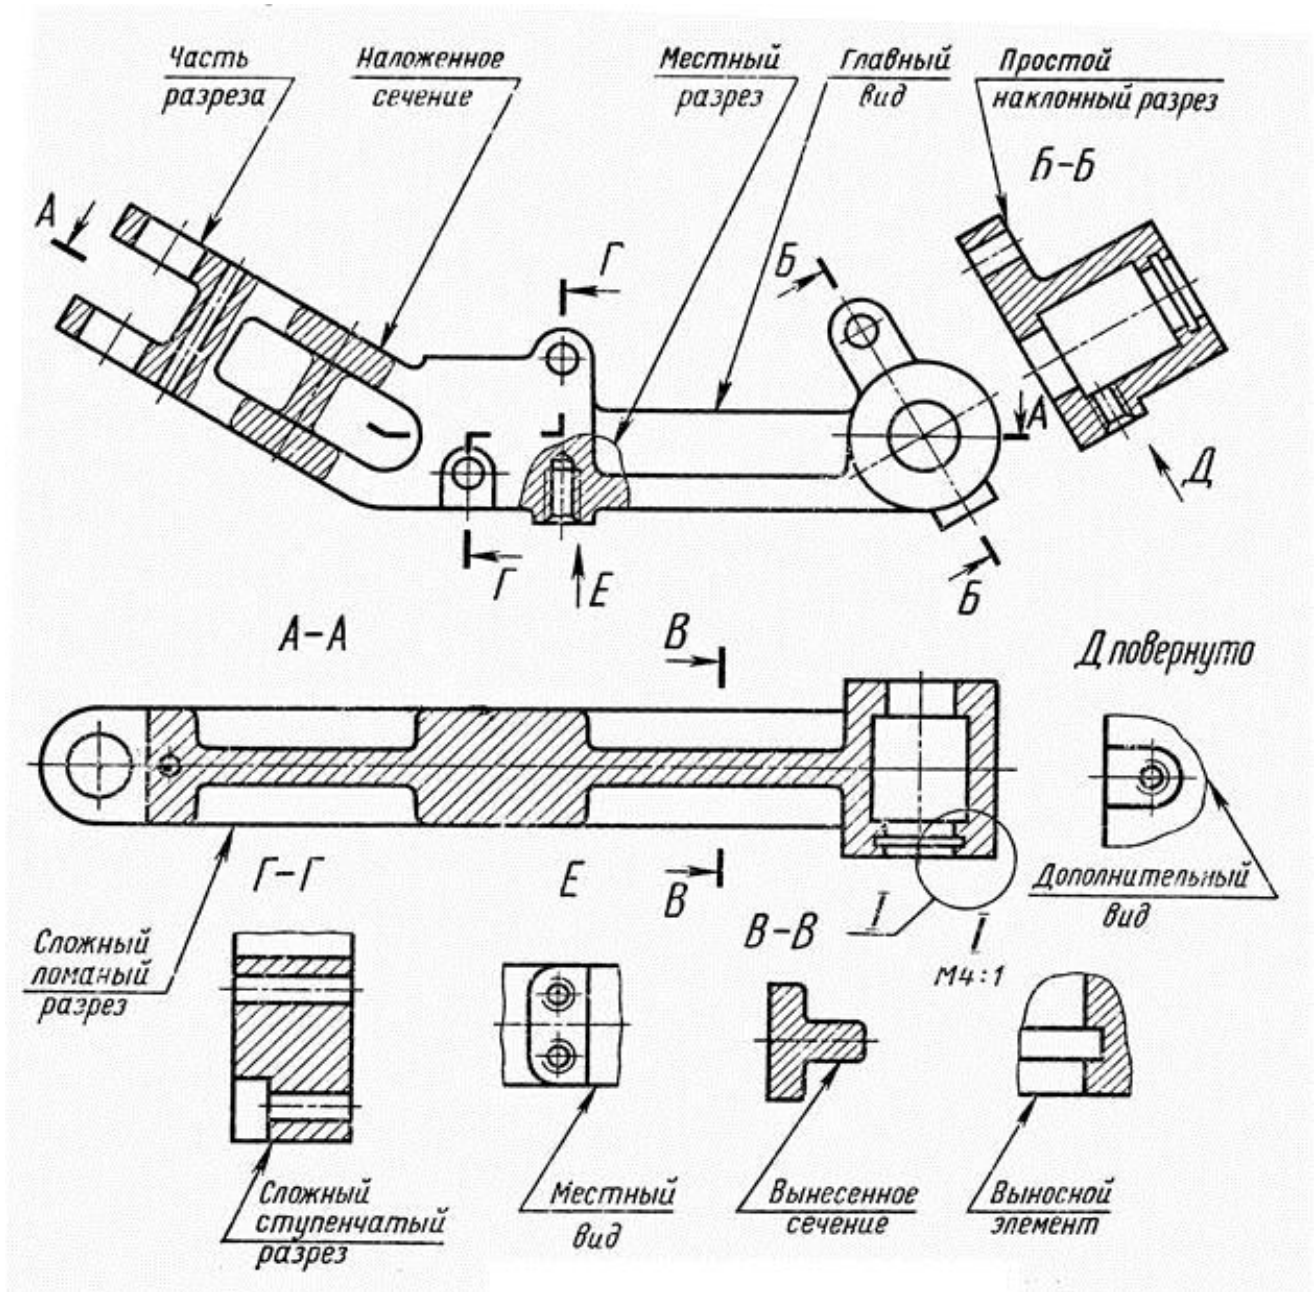 Часть
разреза
Наложенное
сечение
Местный
разрез
Главный
вид
Простой
наклонный разрез
Б-Б
А
Г
Б
А
Д
Г
Е
Б
А-А
В
Д повернуто
Г-Г
Е
В
I
Дополнительный
вид
В-В
I
М4:1
Сложный
ломаный
разрез
Сложный
ступенчатый
разрез
Местный
вид
Вынесенное
сечение
Выносной
элемент